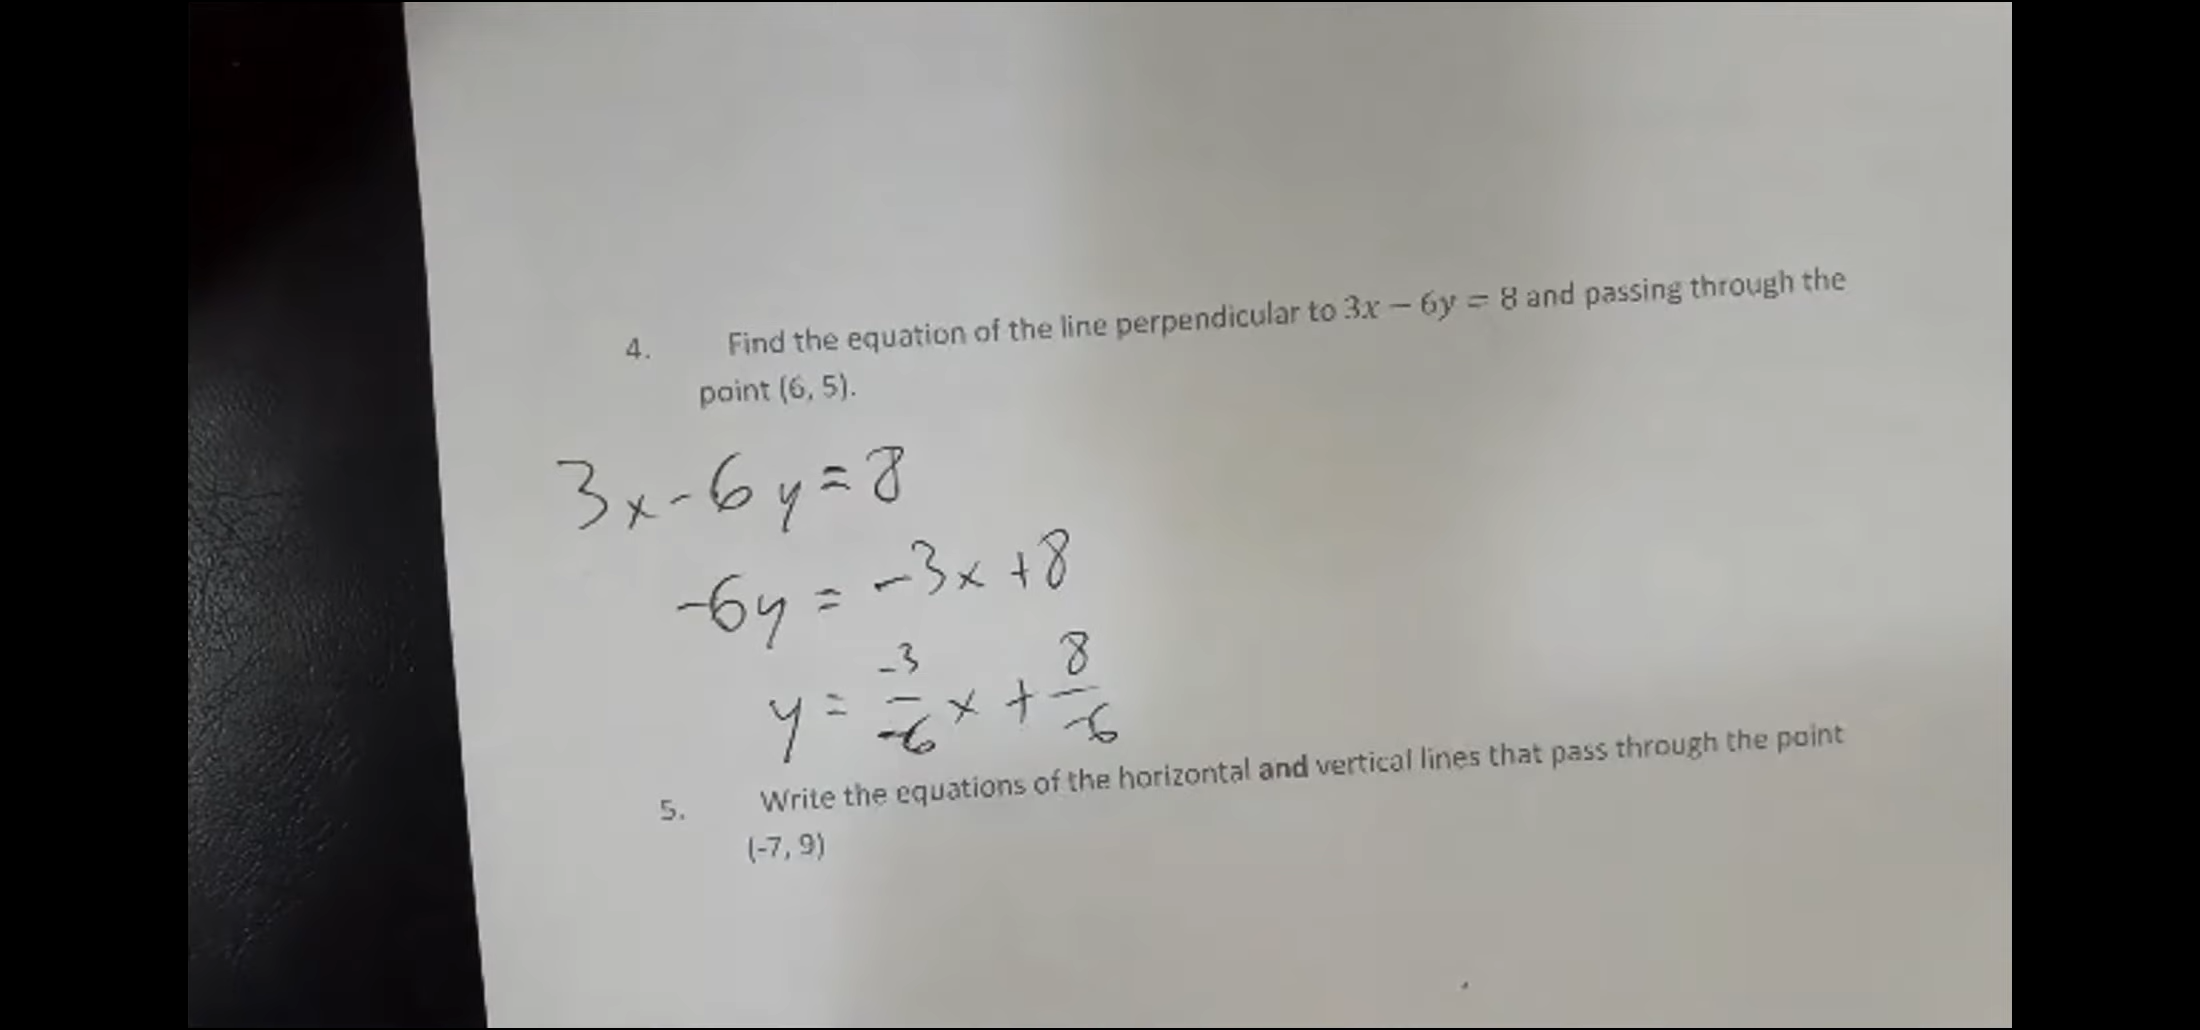 4. Find the equation of the line perpendicular to 3x − 6y = 8 and passing through the
point (6, 5).
3x-6y=8
-6y = -3x+8
y = -3/-6 x + 8/-6
5. Write the equations of the horizontal and vertical lines that pass through the point
(-7, 9)